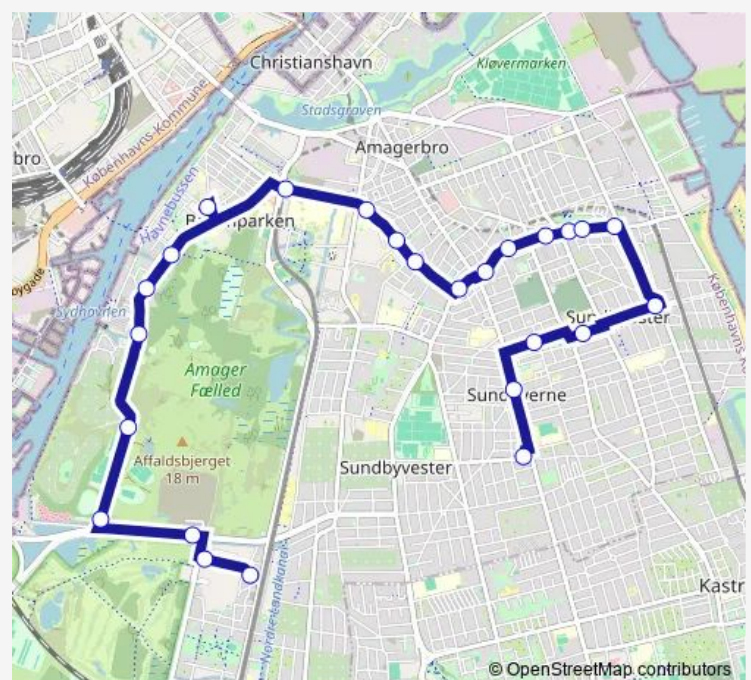 Christianshavn
Kløvermarken
Stadsgraven
Københavns Kommune
bro
Amagerbro
Havnebussen
Sydhavnen
Amager
Fælled
Sundbyvester
Affaldsbjerget
18 m
Nordre Landkanal
Kastr
© OpenStreetMap contributors